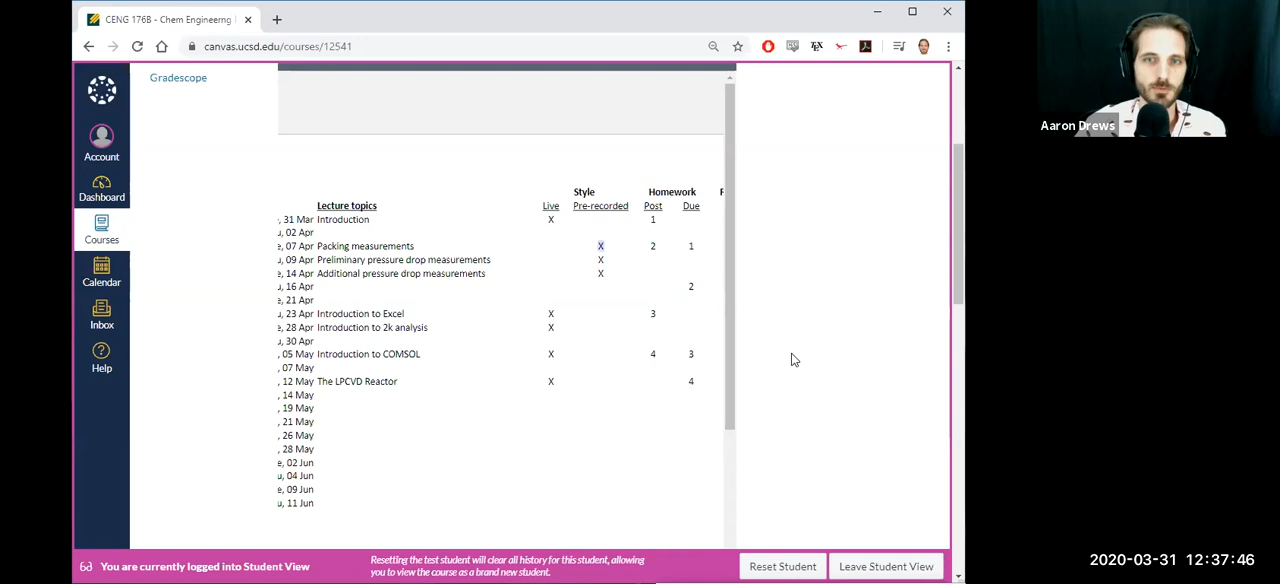 CENG 176B - Chem Engineerng
canvas.ucsd.edu/courses/12541
Gradescope
Account
Dashboard
Courses
Calendar
Inbox
Help
Style Homework
Lecture topics Live Pre-recorded Post Due
, 31 Mar Introduction X 1
, 02 Apr
, 07 Apr Packing measurements X 2 1
, 09 Apr Preliminary pressure drop measurements X
, 14 Apr Additional pressure drop measurements X
, 16 Apr 2
, 21 Apr
, 23 Apr Introduction to Excel X 3
, 28 Apr Introduction to 2k analysis X
, 30 Apr
, 05 May Introduction to COMSOL X 4 3
, 07 May
, 12 May The LPCVD Reactor X 4
, 14 May
, 19 May
, 21 May
, 26 May
, 28 May
, 02 Jun
, 04 Jun
, 09 Jun
, 11 Jun
You are currently logged into Student View
Resetting the test student will clear all history for this student, allowing
you to view the course as a brand new student.
Reset Student
Leave Student View
Aaron Drews
2020-03-31 12:37:46